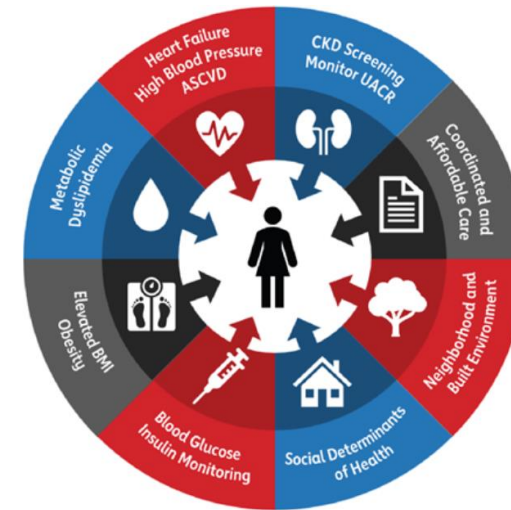 Heart Failure
High Blood Pressure
ASCVD
CKD Screening
Monitor UACR
Coordinated and
Affordable Care
Neighborhood and
Built Environment
Social Determinants
of Health
Blood Glucose
Insulin Monitoring
Elevated BMI
Obesity
Metabolic
Dyslipidemia